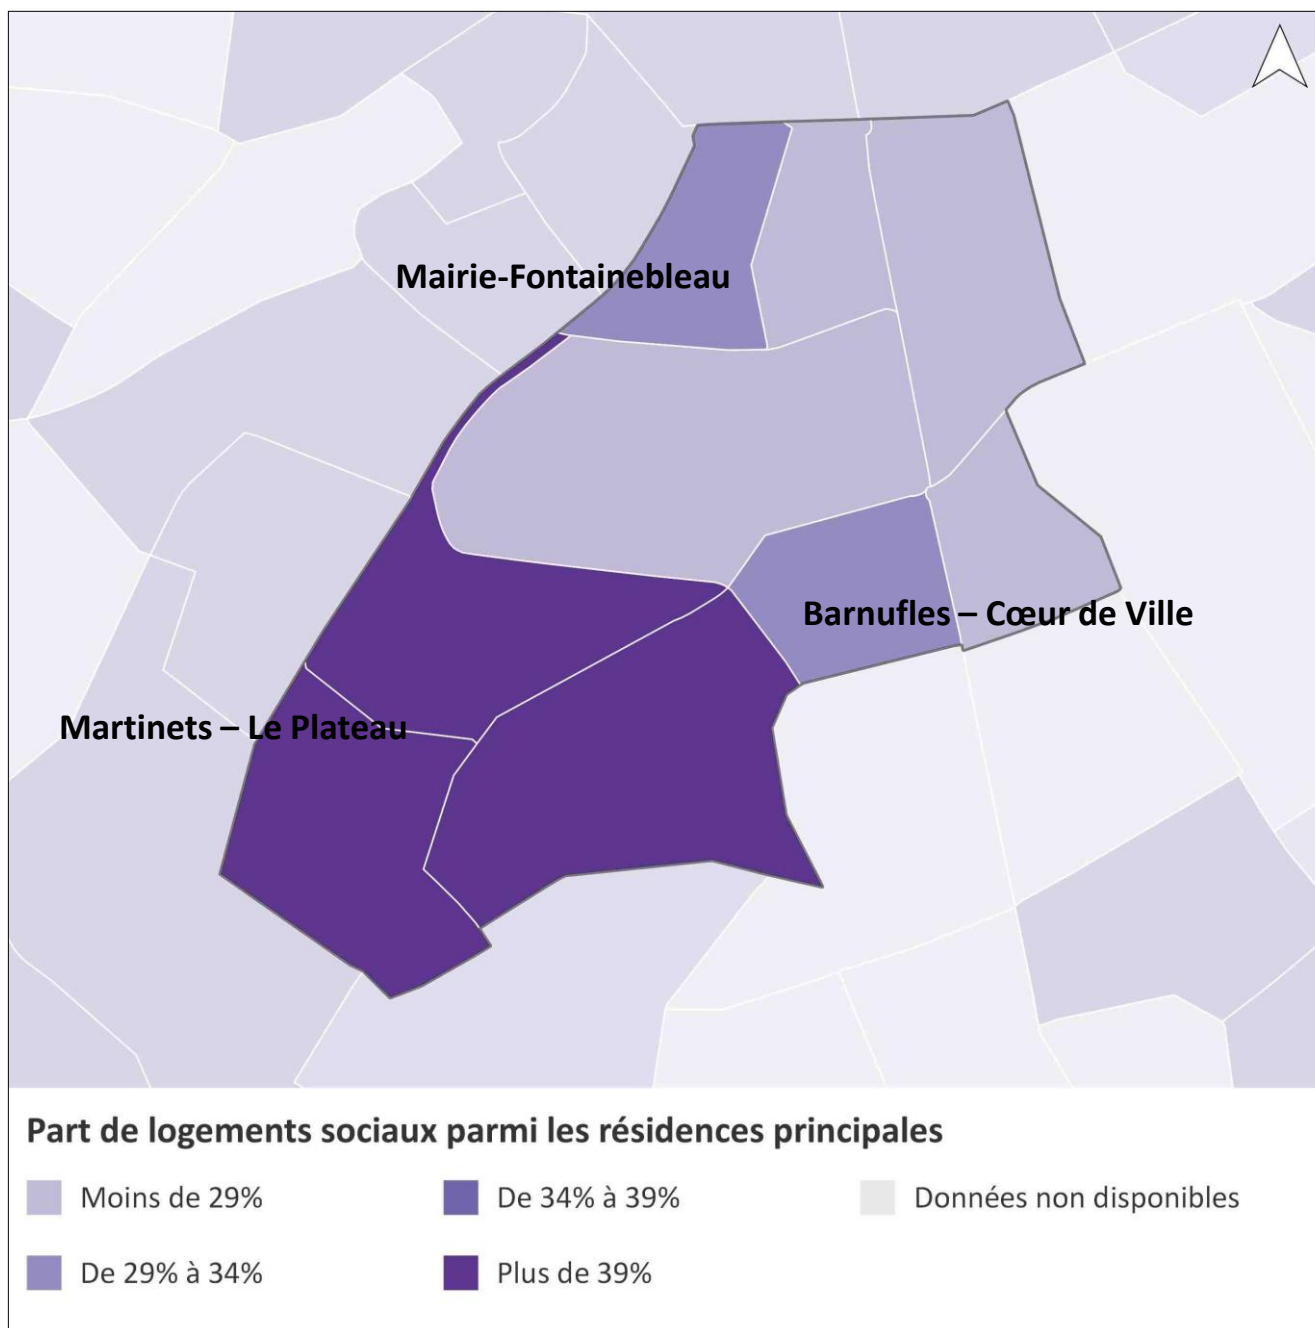 Mairie-Fontainebleau
Barnufles – Cœur de Ville
Martinets – Le Plateau
Part de logements sociaux parmi les résidences principales
Moins de 29%
De 34% à 39%
Données non disponibles
De 29% à 34%
Plus de 39%